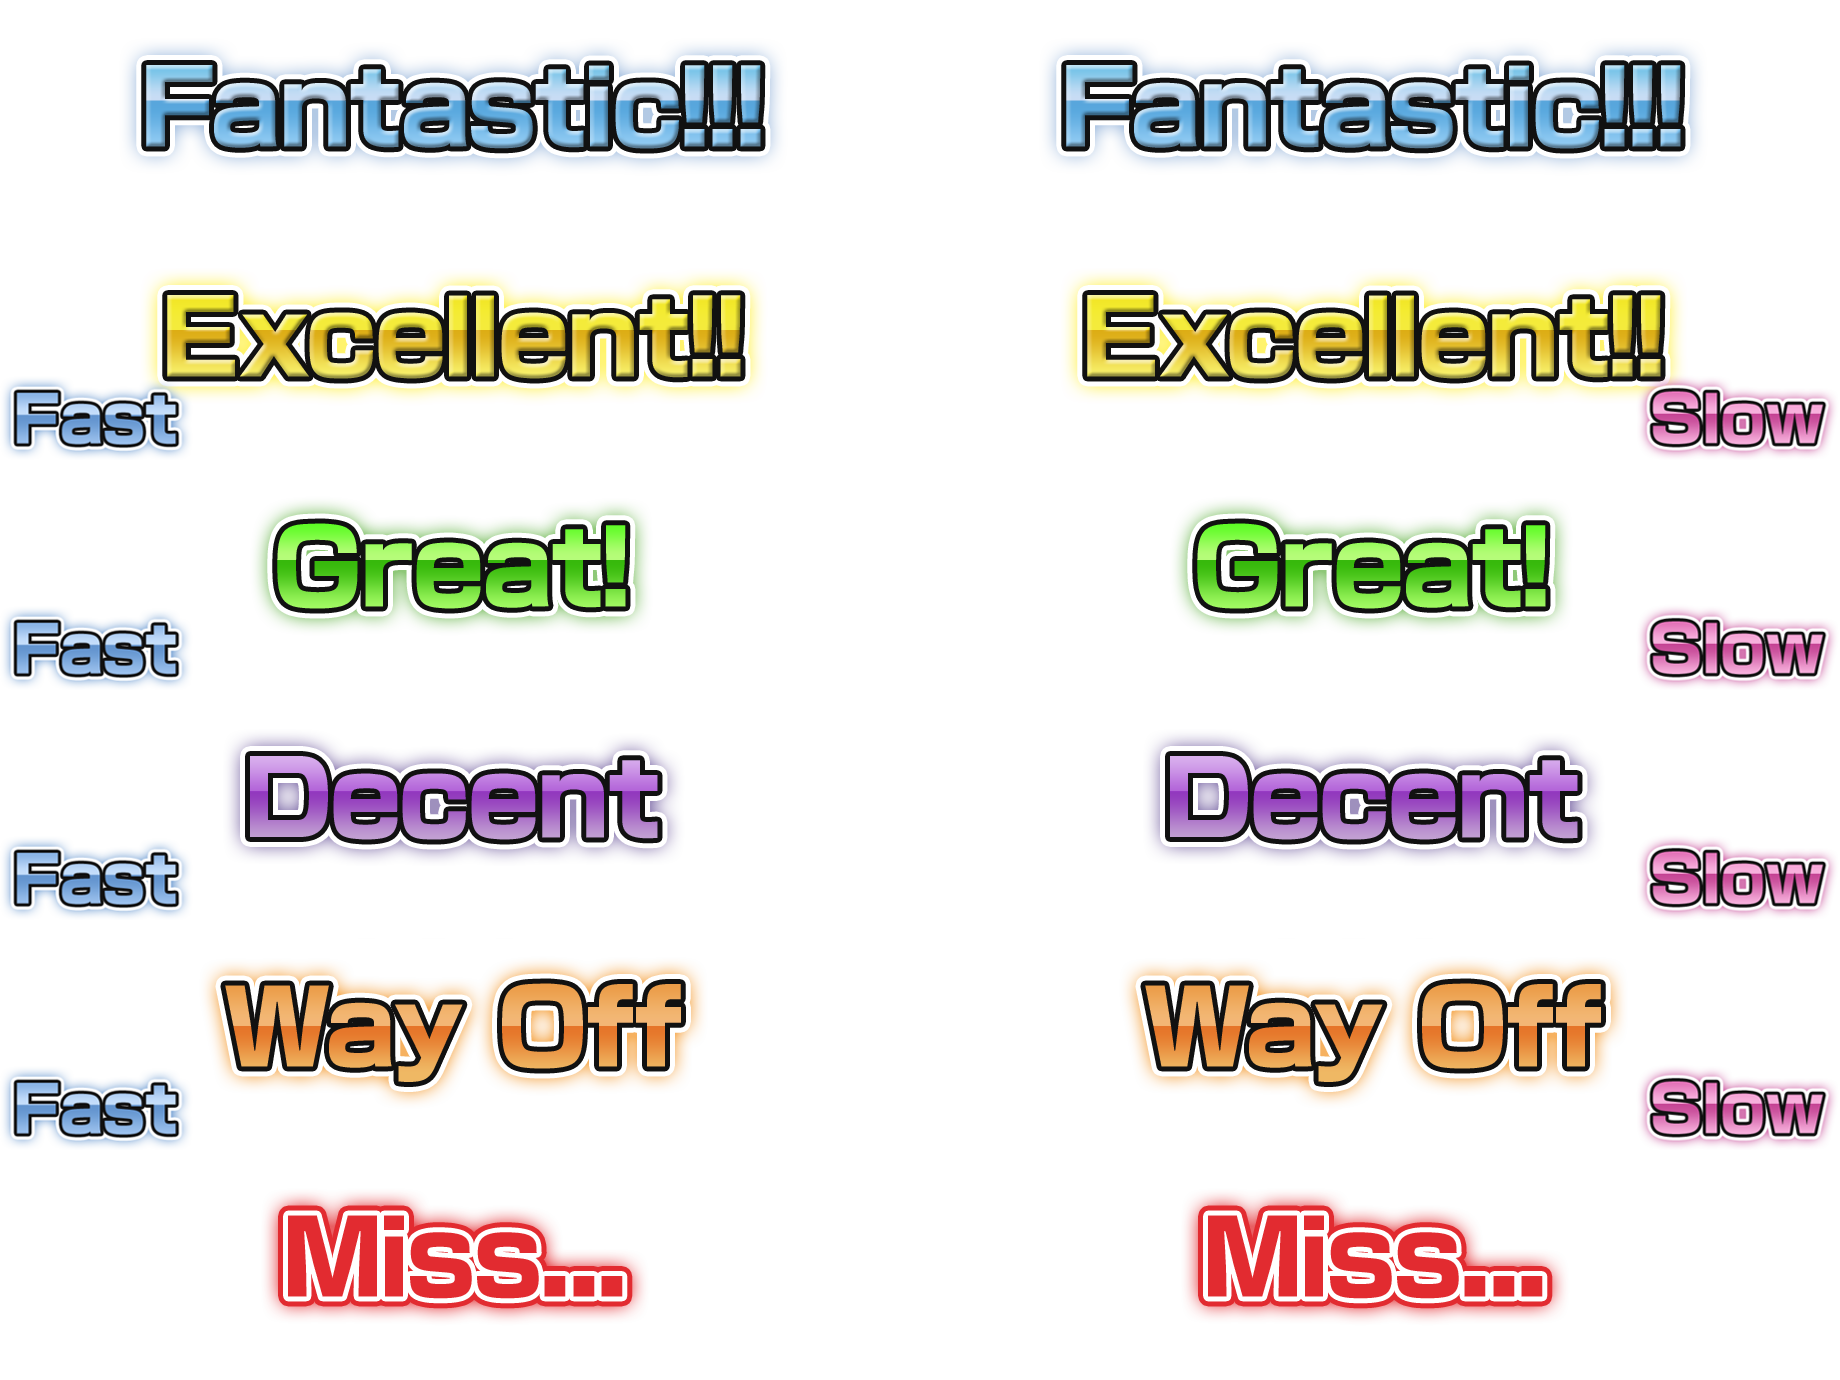 Fantastic!!! Fantastic!!!
Excellent!! Excellent!!
Fast Slow
Great! Great!
Fast Slow
Decent Decent
Fast Slow
Way Off Way Off
Fast Slow
Miss... Miss...